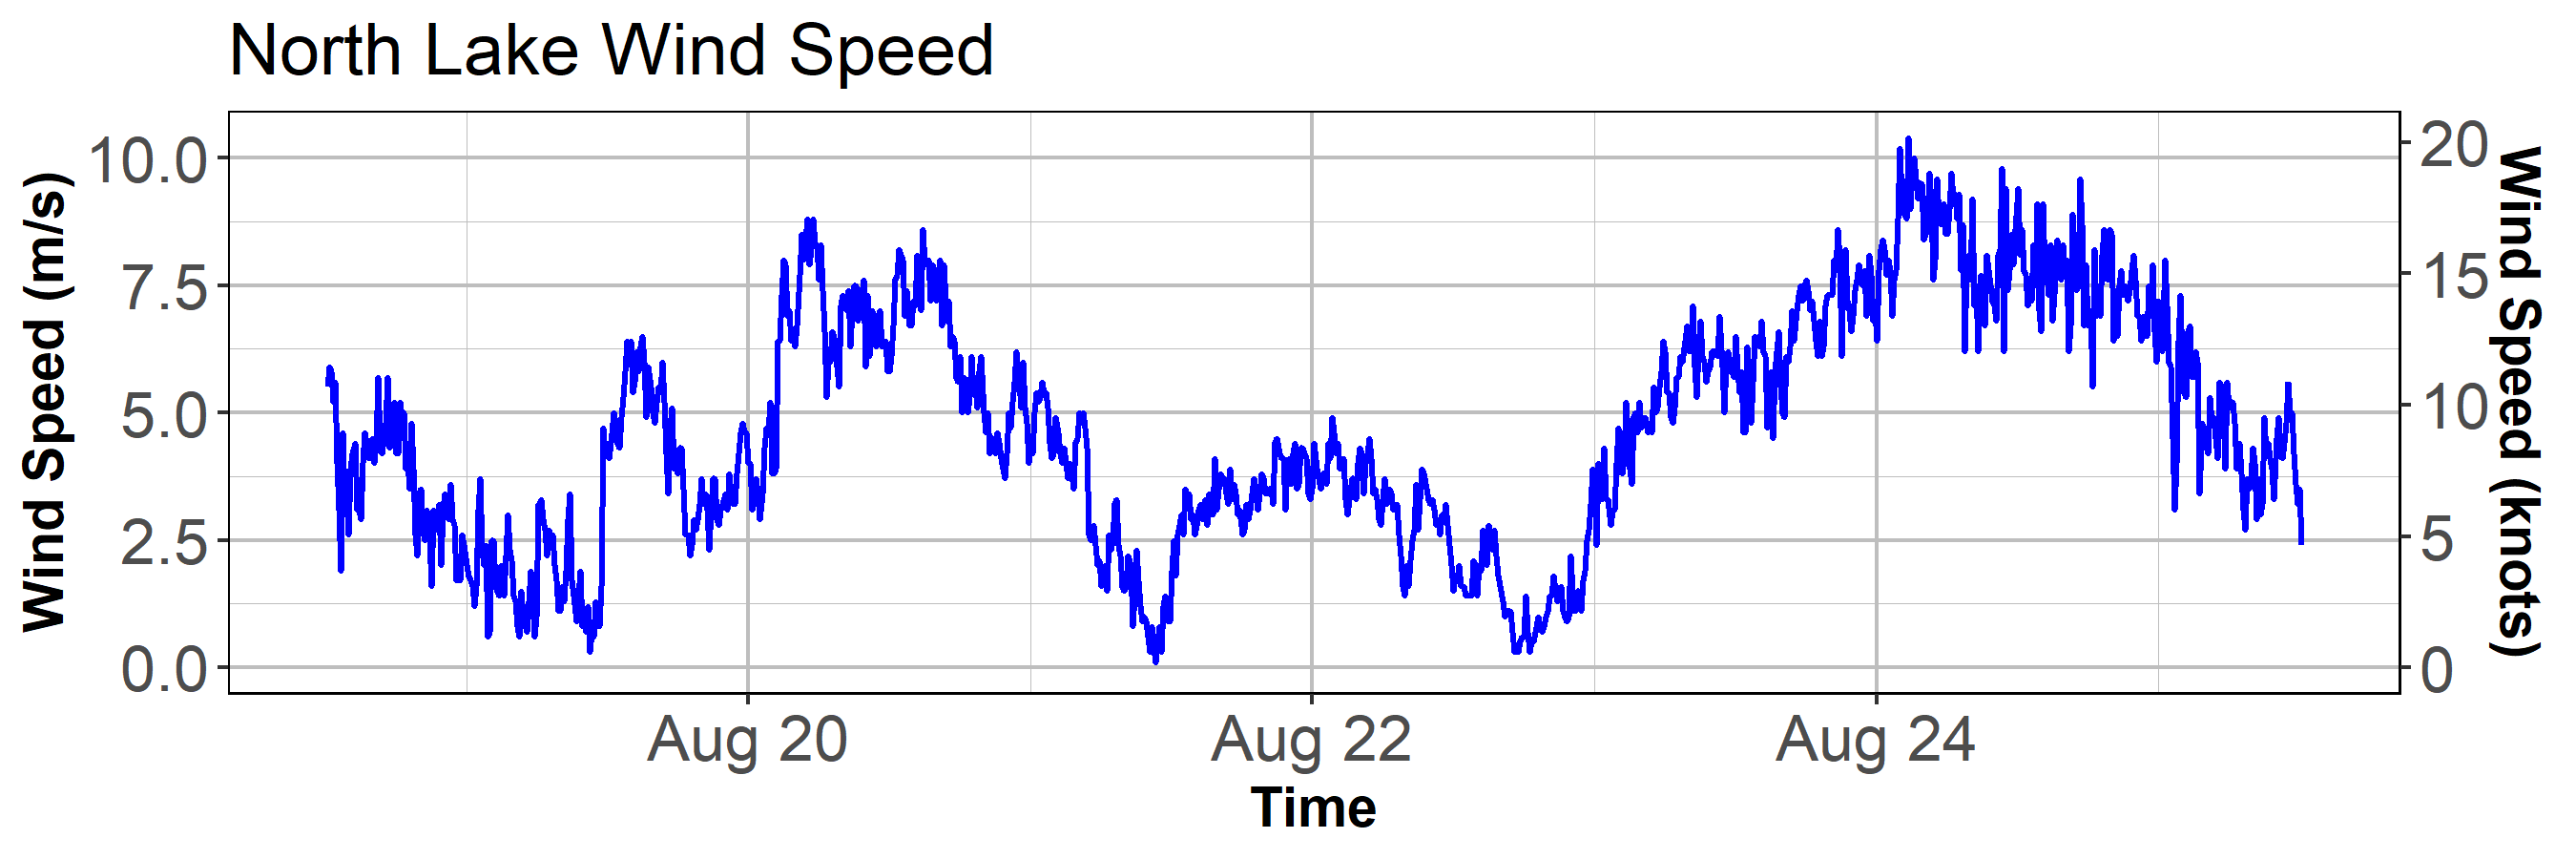 North Lake Wind Speed
Wind Speed (m/s)
10.0
7.5
5.0
2.5
0.0
20
15
10
5
0
Wind Speed (knots)
Aug 20
Aug 22
Aug 24
Time